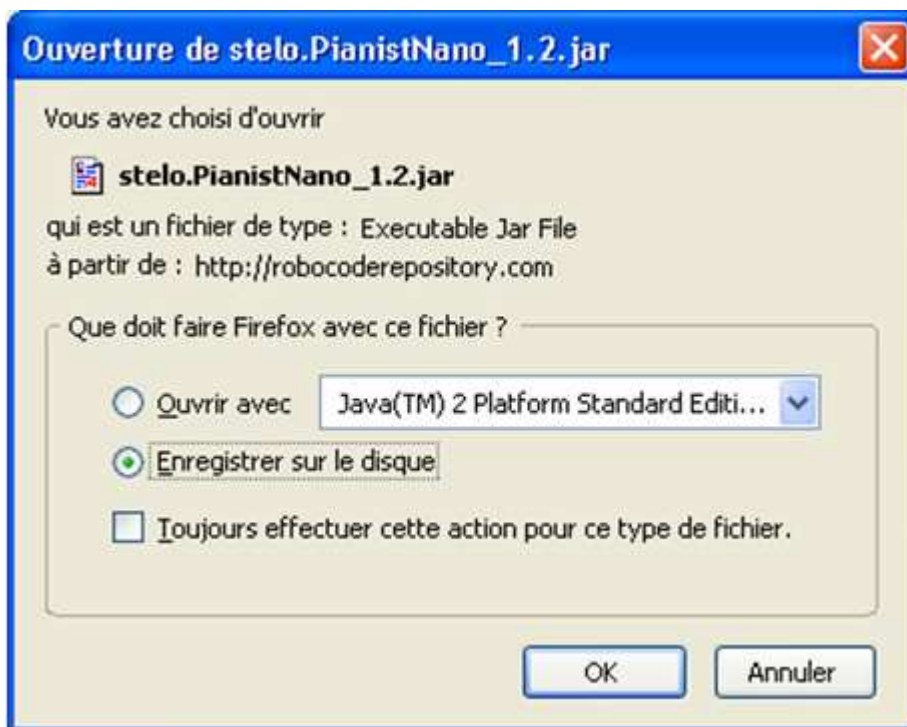 Ouverture de stelo.PianistNano_1.2.jar
Vous avez choisi d'ouvrir
stelo.PianistNano_1.2.jar
qui est un fichier de type : Executable Jar File
à partir de : http://robocoderepository.com
Que doit faire Firefox avec ce fichier ?
Ouvrir avec Java(TM) 2 Platform Standard Editi...
Enregistrer sur le disque
Toujours effectuer cette action pour ce type de fichier.
OK Annuler